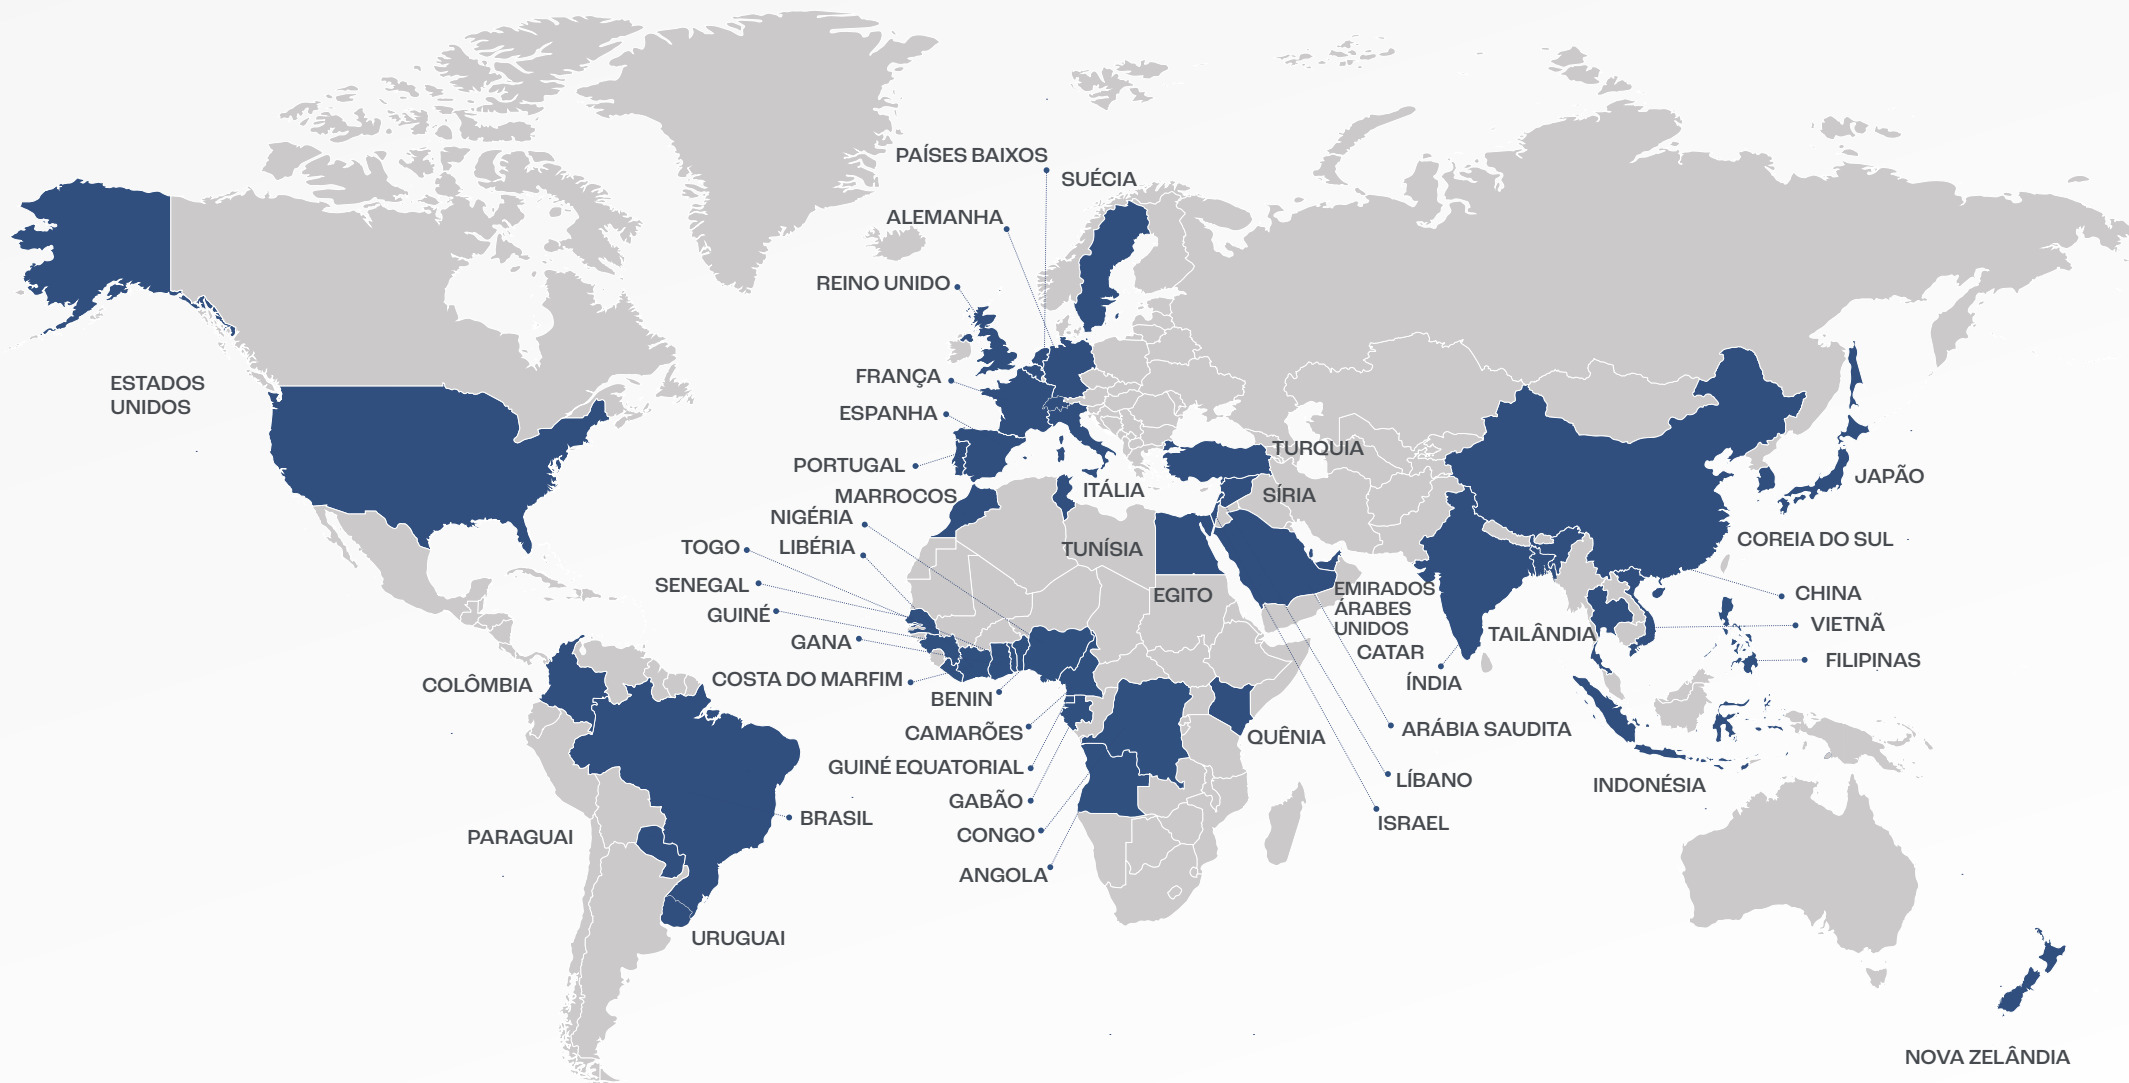 PAÍSES BAIXOS
SUÉCIA
ALEMANHA
REINO UNIDO
FRANÇA
ESPANHA
PORTUGAL
ESTADOS
UNIDOS
TURQUIA
ITÁLIA
SÍRIA
MARROCOS
NIGÉRIA
TOGO
LIBÉRIA
TUNÍSIA
SENEGAL
GUINÉ
EGITO
GANA
COSTA DO MARFIM
BENIN
CAMARÕES
GUINÉ EQUATORIAL
GABÃO
CONGO
ANGOLA
QUÊNIA
EMIRADOS
ÁRABES
UNIDOS
CATAR
ÍNDIA
ARÁBIA SAUDITA
LÍBANO
ISRAEL
TAILÂNDIA
JAPÃO
COREIA DO SUL
CHINA
VIETNÃ
FILIPINAS
INDONÉSIA
COLÔMBIA
BRASIL
PARAGUAI
URUGUAI
NOVA ZELÂNDIA